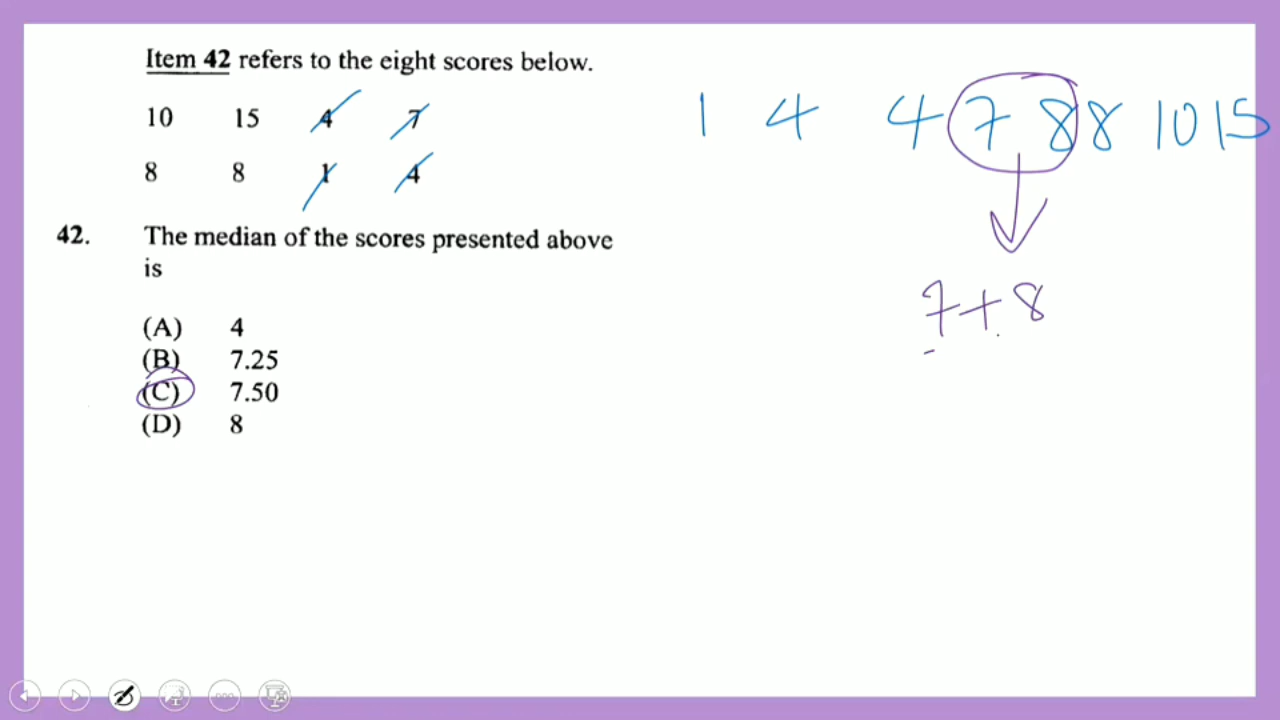 Item 42 refers to the eight scores below.
10 15 4 7
8 8 1 4
1 4 4 7 8 8 10 15
7 + 8
42. The median of the scores presented above
is
(A) 4
(B) 7.25
(C) 7.50
(D) 8